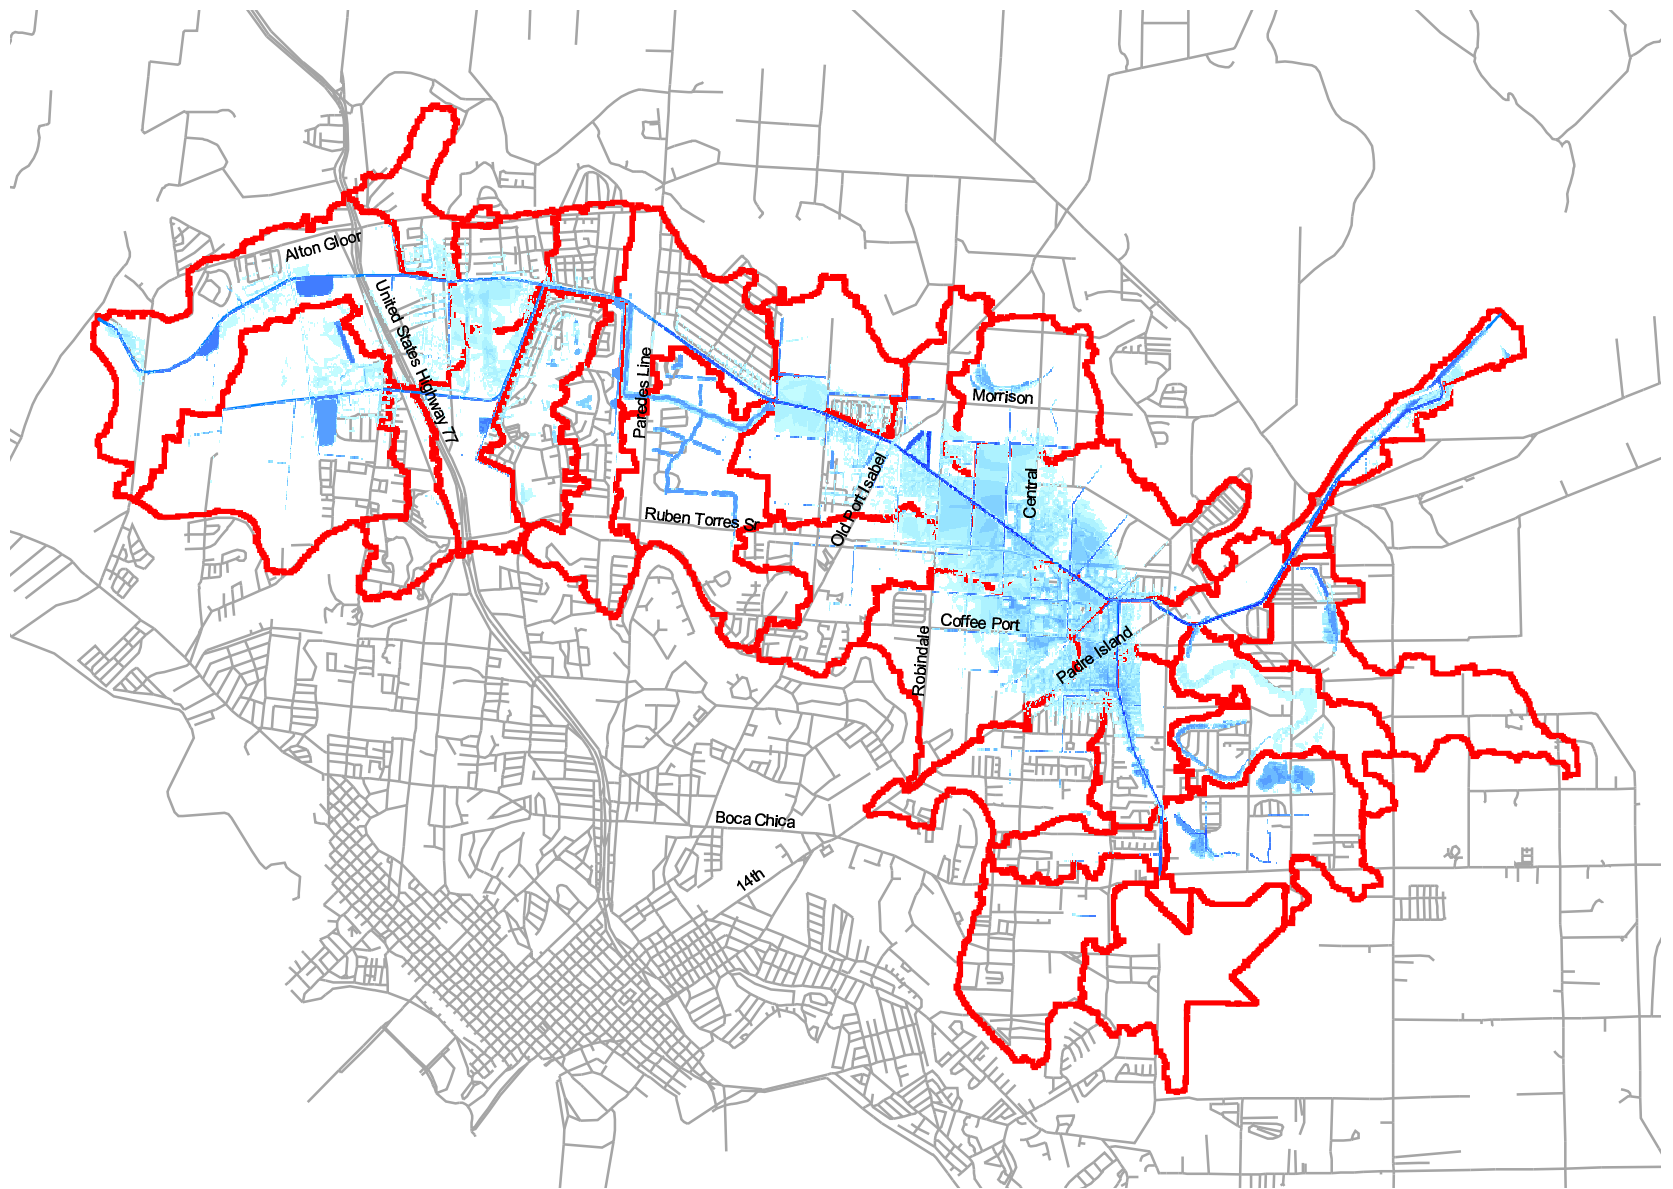 Alton Gloor
United States Highway 77
Paredes Line
Morrison
Old Port Isabel
Central
Ruben Torres Sr
Coffee Port
Robindale
Padre Island
Boca Chica
14th